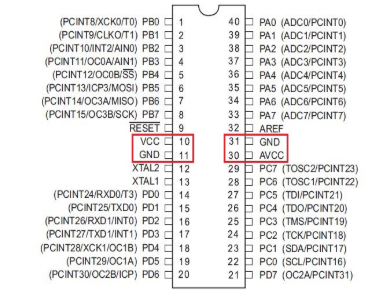 (PCINT8/XCK0/T0) PB0 1 40 PA0 (ADC0/PCINT0)
(PCINT9/CLKO/T1) PB1 2 39 PA1 (ADC1/PCINT1)
(PCINT10/INT2/AIN0) PB2 3 38 PA2 (ADC2/PCINT2)
(PCINT11/OC0A/AIN1) PB3 4 37 PA3 (ADC3/PCINT3)
(PCINT12/OC0B/SS) PB4 5 36 PA4 (ADC4/PCINT4)
(PCINT13/ICP3/MOSI) PB5 6 35 PA5 (ADC5/PCINT5)
(PCINT14/OC3A/MISO) PB6 7 34 PA6 (ADC6/PCINT6)
(PCINT15/OC3B/SCK) PB7 8 33 PA7 (ADC7/PCINT7)
RESET 9 32 AREF
VCC 10 31 GND
GND 11 30 AVCC
XTAL2 12 29 PC7 (TOSC2/PCINT23)
XTAL1 13 28 PC6 (TOSC1/PCINT22)
(PCINT24/RXD0/T3) PD0 14 27 PC5 (TDI/PCINT21)
(PCINT25/TXD0) PD1 15 26 PC4 (TDO/PCINT20)
(PCINT26/RXD1/INT0) PD2 16 25 PC3 (TMS/PCINT19)
(PCINT27/TXD1/INT1) PD3 17 24 PC2 (TCK/PCINT18)
(PCINT28/XCK1/OC1B) PD4 18 23 PC1 (SDA/PCINT17)
(PCINT29/OC1A) PD5 19 22 PC0 (SCL/PCINT16)
(PCINT30/OC2B/ICP) PD6 20 21 PD7 (OC2A/PCINT31)